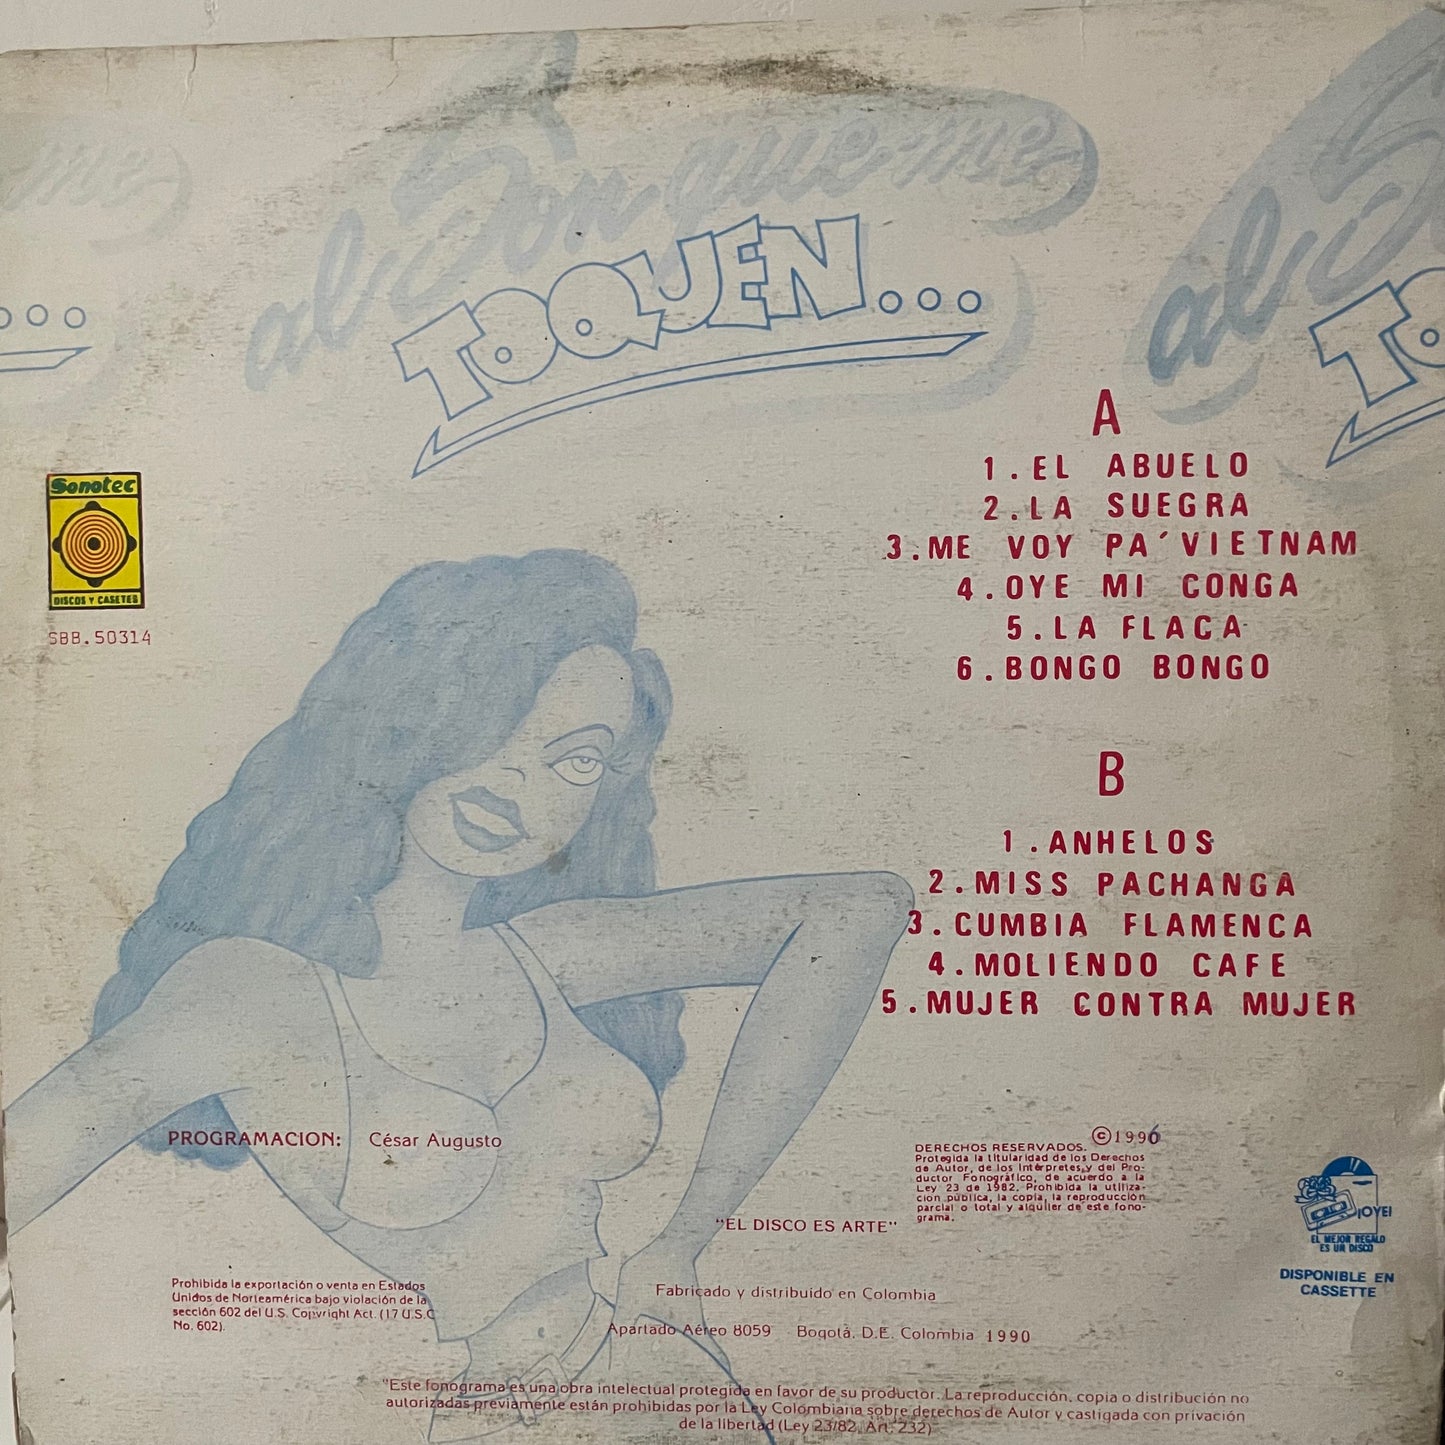 me
al Son que me
al S
...
TOQUEN...
TO
A
1.EL ABUELO
2.LA SUEGRA
3.ME VOY PA´VIETNAM
4.OYE MI CONGA
5.LA FLACA
6.BONGO BONGO
Sonotec
DISCOS Y CASETES
SBB.50314
B
1.ANHELOS
2.MISS PACHANGA
3.CUMBIA FLAMENCA
4.MOLIENDO CAFE
5.MUJER CONTRA MUJER
PROGRAMACION: César Augusto
©1990
DERECHOS RESERVADOS.
Protegida la titularidad de los Derechos
de Autor, de los Intérpretes y del Pro-
ductor Fonográfico, de acuerdo a la
Ley 23 de 1982. Prohibida la utiliza-
ción pública, la copia, la reproducción
parcial o total y alquiler de este fono-
grama.
"EL DISCO ES ARTE"
¡OYE!
EL MEJOR REGALO
ES UN DISCO
DISPONIBLE EN
CASSETTE
Prohibida la exportación o venta en Estados
Unidos de Norteamérica bajo violación de la
sección 602 del U.S. Copyright Act. (17 U.S.C
No. 602).
Fabricado y distribuido en Colombia
Apartado Aéreo 8059 Bogotá, D.E. Colombia 1990
"Este fonograma es una obra intelectual protegida en favor de su productor. La reproducción, copia o distribución no
autorizadas previamente están prohibidas por la Ley Colombiana sobre derechos de Autor y castigada con privación
de la libertad (Ley 23/82, Art. 232)